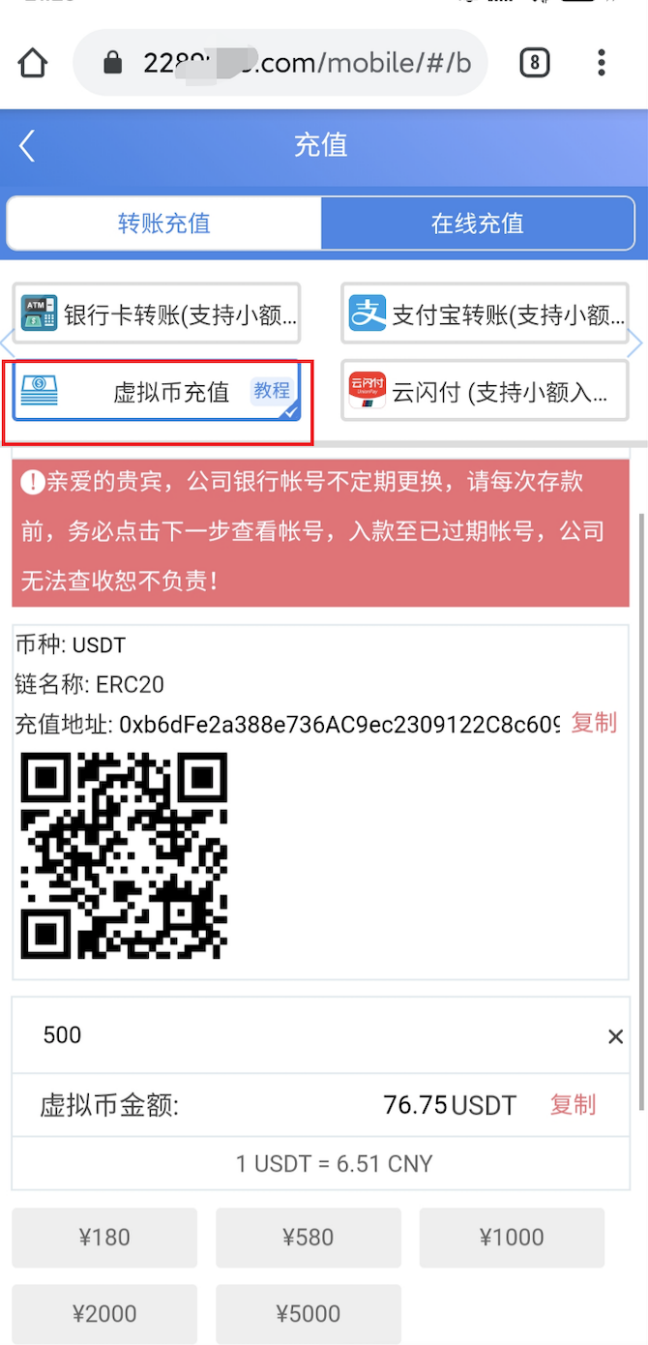 .com/mobile/#/b
8
充值
转账充值
在线充值
ATM
银行卡转账(支持小额...
支
支付宝转账(支持小额...
虚拟币充值
教程
云闪付
云闪付 (支持小额入...
亲爱的贵宾，公司银行帐号不定期更换，请每次存款
前，务必点击下一步查看帐号，入款至已过期帐号，公司
无法查收恕不负责！
币种: USDT
链名称: ERC20
充值地址: 0xb6dFe2a388e736AC9ec2309122C8c609
复制
500
×
虚拟币金额:
76.75USDT
复制
1 USDT = 6.51 CNY
¥180
¥580
¥1000
¥2000
¥5000